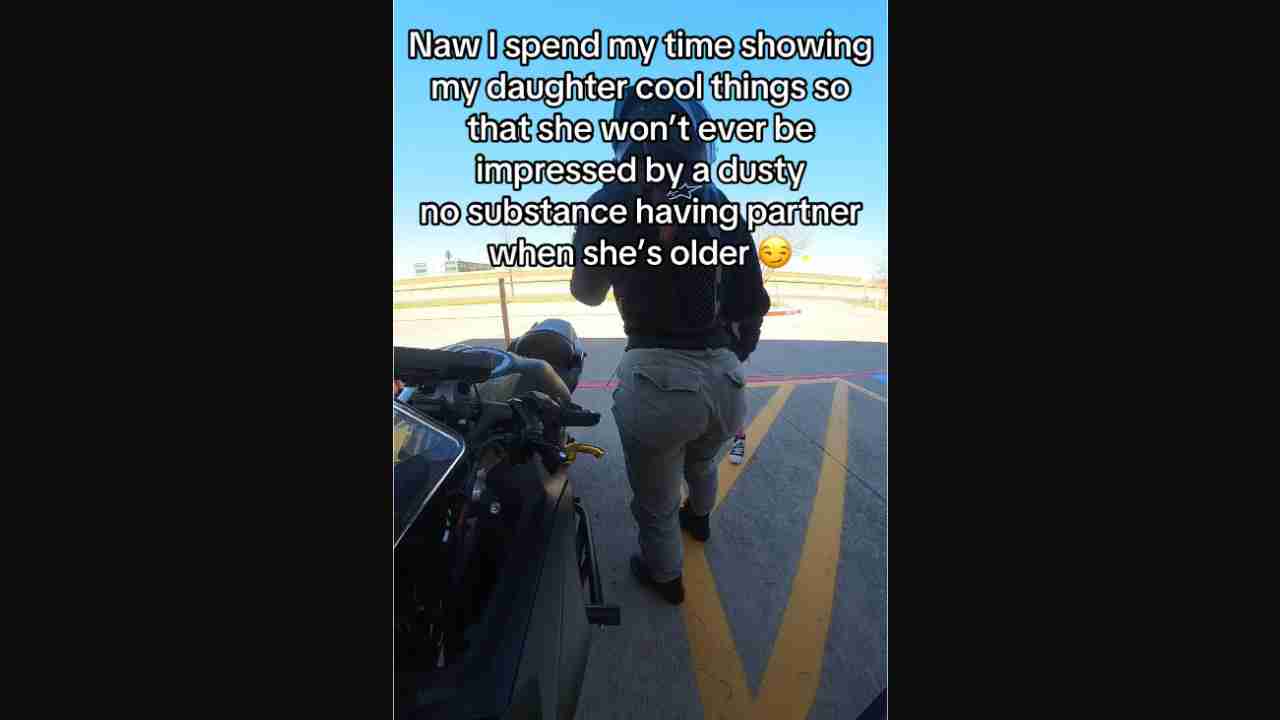 Naw I spend my time showing
my daughter cool things so
that she won't ever be
impressed by a dusty
no substance having partner
when she's older 😏